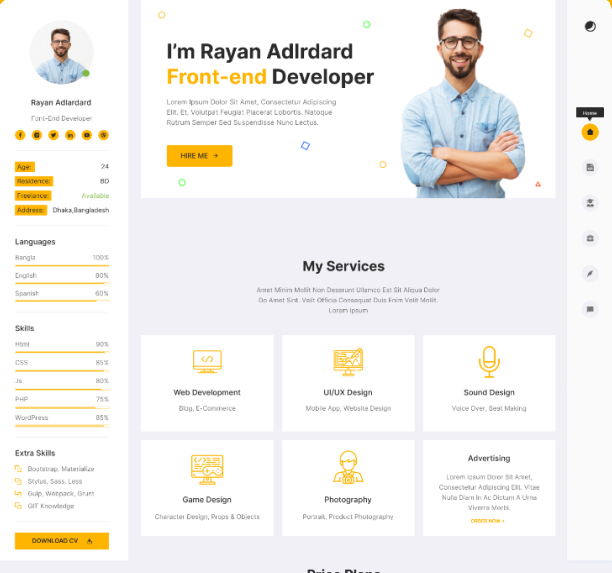 Rayan Adlardard
Font-End Developer
Age: 24
Residence: BD
Freelance: Available
Address: Dhaka,Bangladesh
Languages
Bangla 100%
English 80%
Spanish 60%
Skills
Html 90%
CSS 85%
Js 80%
PHP 75%
WordPress 85%
Extra Skills
Bootstrap, Materialize
Stylus, Sass, Less
Gulp, Webpack, Grunt
GIT Knowledge
DOWNLOAD CV
I'm Rayan Adlrdard
Front-end Developer
Lorem Ipsum Dolor Sit Amet, Consectetur Adipiscing
Elit. Et, Volutpat Feugiat Placerat Lobortis. Natoque
Rutrum Semper Sed Suspendisse Nunc Lectus.
HIRE ME →
My Services
Amet Minim Mollit Non Deserunt Ullamco Est Sit Aliqua Dolor
Do Amet Sint. Velit Officia Consequat Duis Enim Velit Mollit.
Lorem Ipsum
Web Development
Blog, E-Commerce
UI/UX Design
Mobile App, Website Design
Sound Design
Voice Over, Beat Making
Game Design
Character Design, Props & Objects
Photography
Portrait, Product Photography
Advertising
Lorem Ipsum Dolor Sit Amet,
Consectetur Adipiscing Elit. Vitae
Nulla Diam In Ac Dictum A Urna
Viverra Morbi.
ORDER NOW >
Home